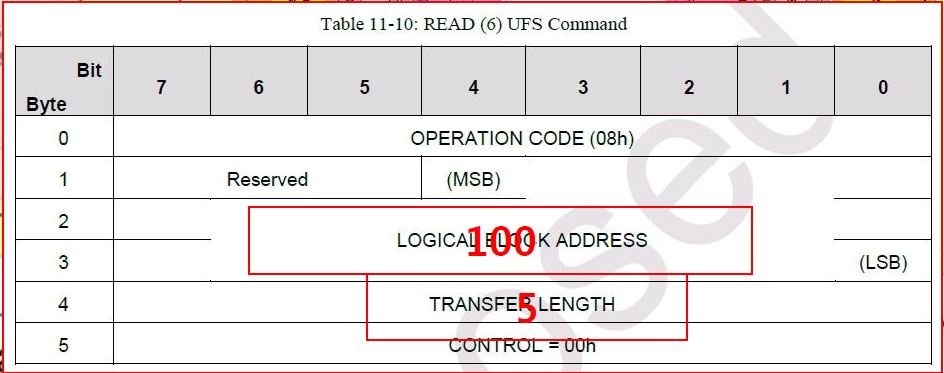 Table 11-10: READ (6) UFS Command
Bit
Byte 7 6 5 4 3 2 1 0
0 OPERATION CODE (08h)
1 Reserved (MSB)
2
LOGICAL BLOCK ADDRESS
100
3 (LSB)
4 TRANSFER LENGTH
5
5 CONTROL = 00h
osed